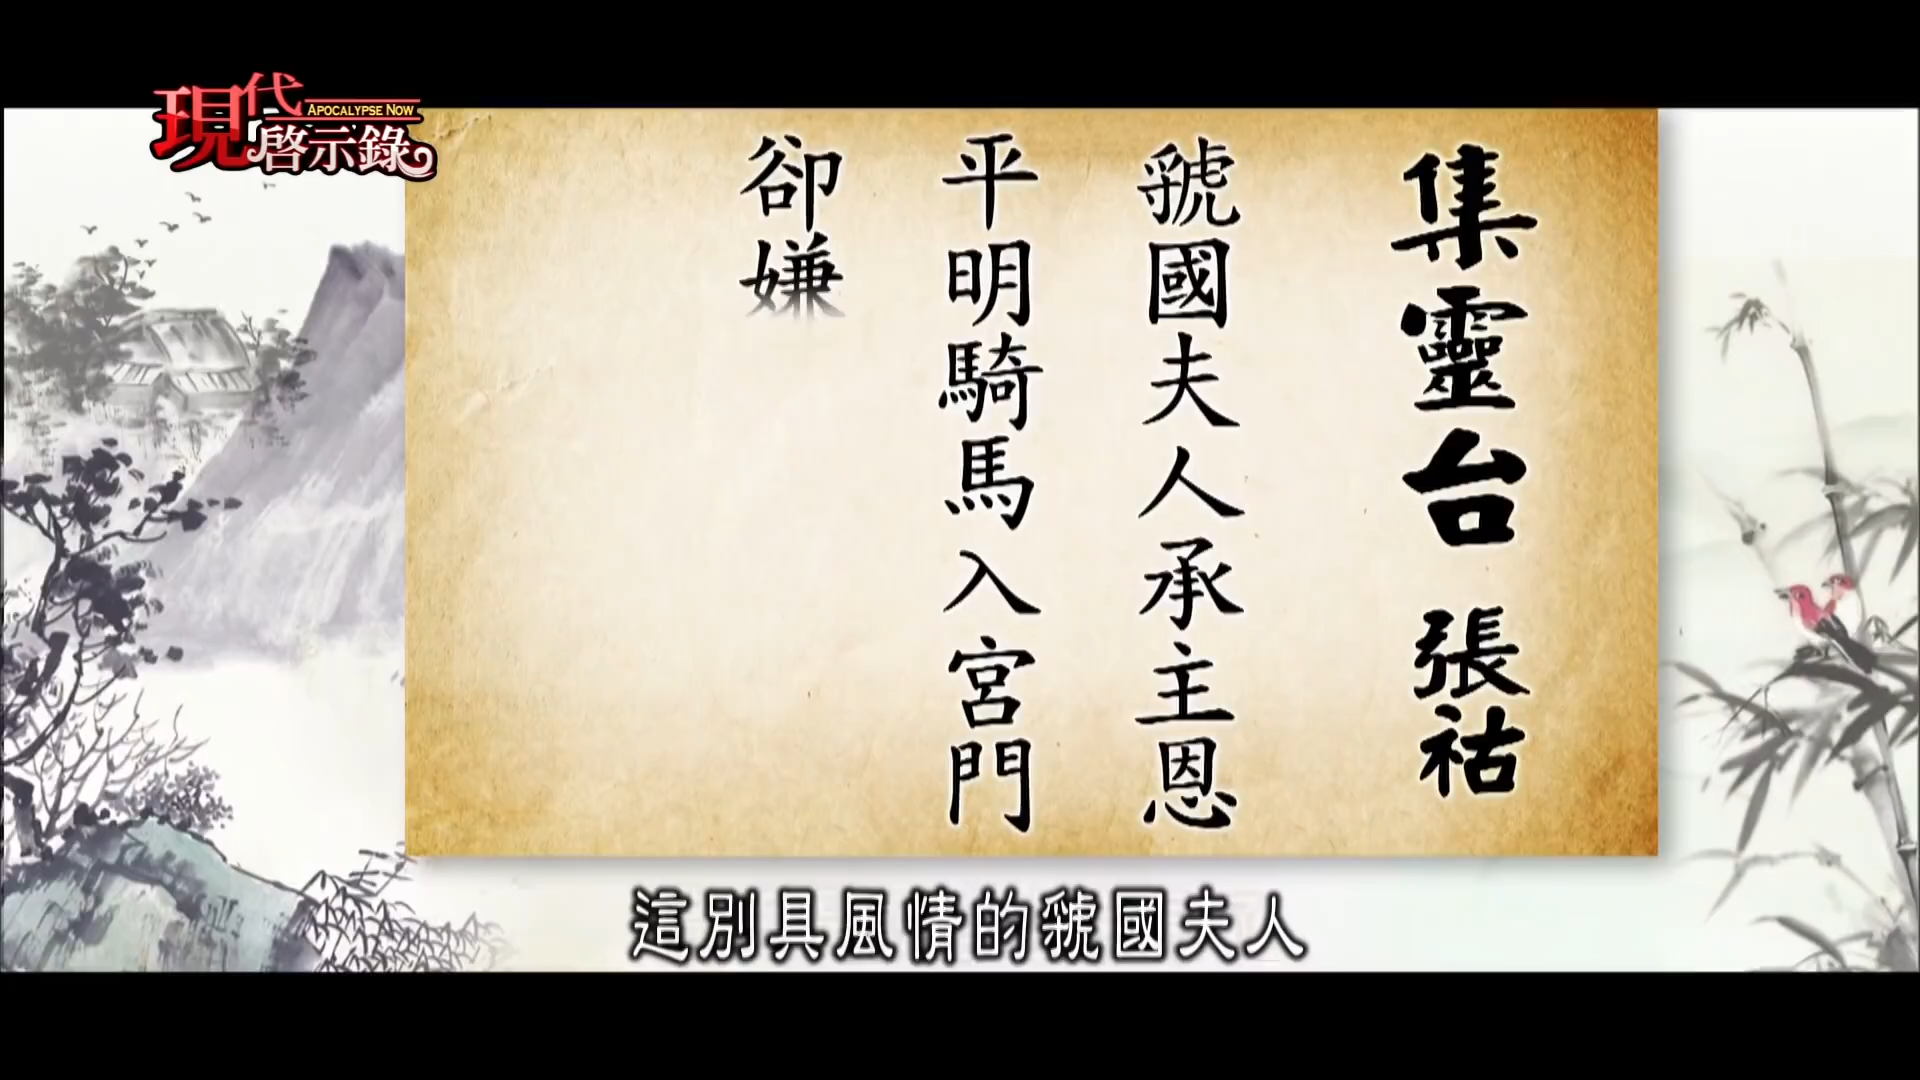 現代啓示錄
APOCALYPSE NOW
集靈台 張祜
虢國夫人承主恩
平明騎馬入宮門
卻嫌
這別具風情的虢國夫人